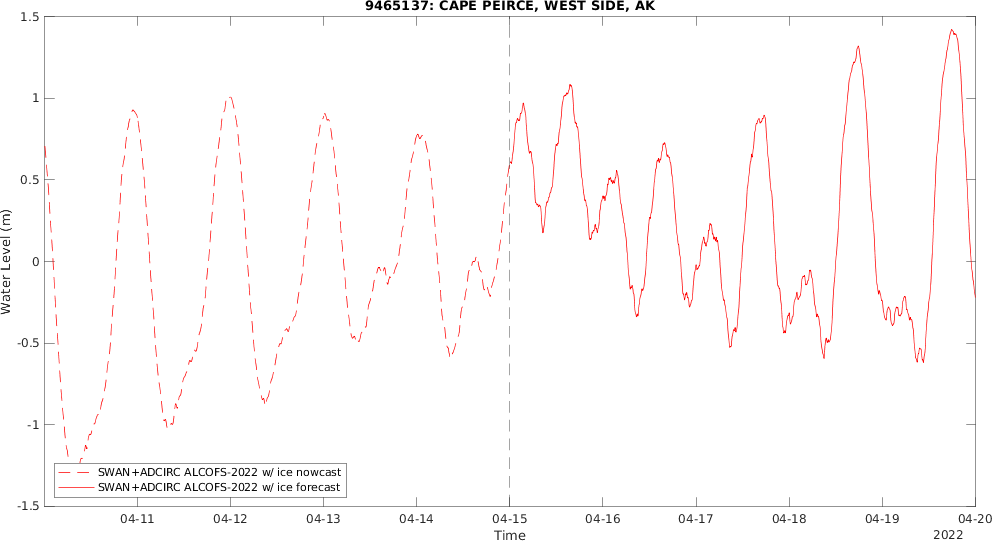 9465137: CAPE PEIRCE, WEST SIDE, AK
1.5
1
0.5
0
-0.5
-1
-1.5
Water Level (m)
SWAN+ADCIRC ALCOFS-2022 w/ ice nowcast
SWAN+ADCIRC ALCOFS-2022 w/ ice forecast
04-11 04-12 04-13 04-14 04-15 04-16 04-17 04-18 04-19 04-20
Time
2022